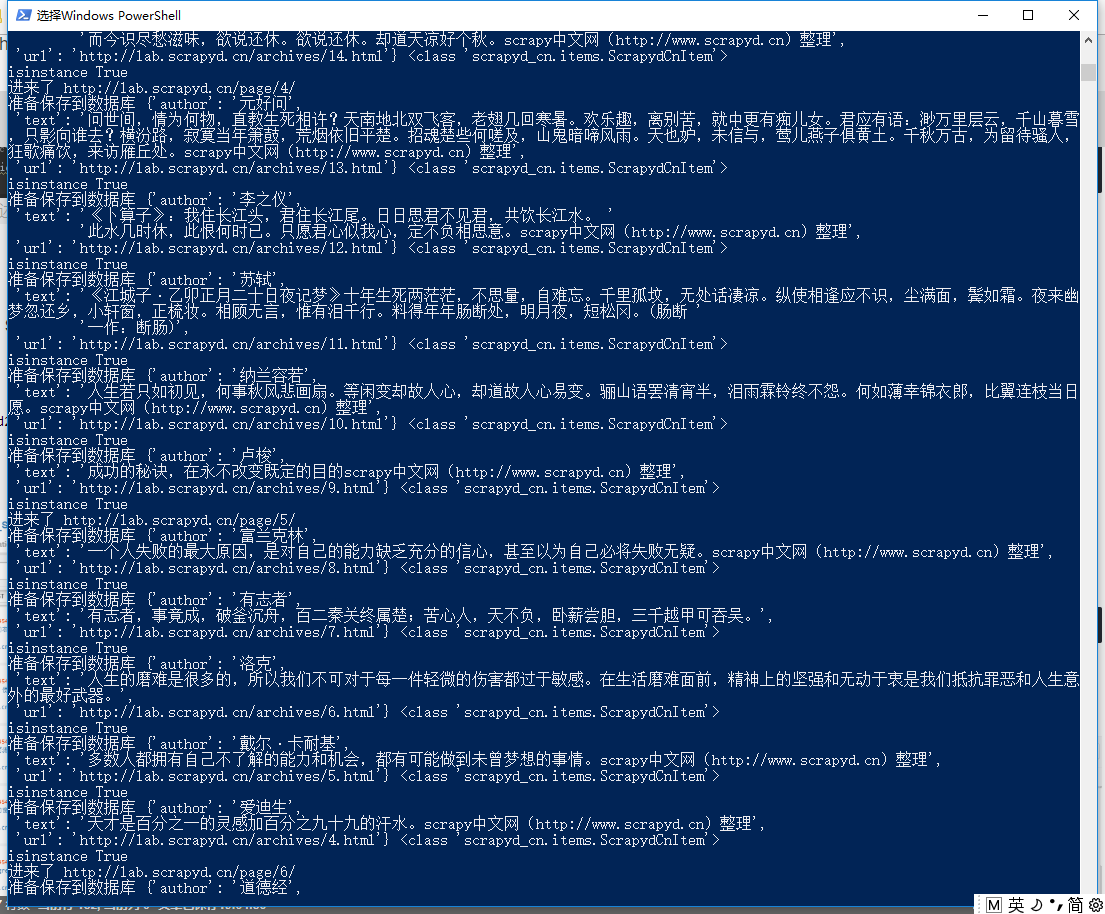 选择Windows PowerShell
'而今识尽愁滋味，欲说还休。欲说还休。却道天凉好个秋。scrapy中文网（http://www.scrapyd.cn）整理',
'url': 'http://lab.scrapyd.cn/archives/14.html'} <class 'scrapyd_cn.items.ScrapydCnItem'>
isinstance True
进来了 http://lab.scrapyd.cn/page/4/
准备保存到数据库 {'author': '元好问',
'text': '问世间，情为何物，直教生死相许？天南地北双飞客，老翅几回寒暑。欢乐趣，离别苦，就中更有痴儿女。君应有语：渺万里层云，千山暮雪
，只影向谁去？横汾路，寂寞当年箫鼓，荒烟依旧平楚。招魂楚些何嗟及，山鬼暗啼风雨。天也妒，未信与，莺儿燕子俱黄土。千秋万古，为留待骚人，
狂歌痛饮，来访雁丘处。scrapy中文网（http://www.scrapyd.cn）整理',
'url': 'http://lab.scrapyd.cn/archives/13.html'} <class 'scrapyd_cn.items.ScrapydCnItem'>
isinstance True
准备保存到数据库 {'author': '李之仪',
'text': '《卜算子》：我住长江头，君住长江尾。日日思君不见君，共饮长江水。 '
'此水几时休，此恨何时已。只愿君心似我心，定不负相思意。scrapy中文网（http://www.scrapyd.cn）整理',
'url': 'http://lab.scrapyd.cn/archives/12.html'} <class 'scrapyd_cn.items.ScrapydCnItem'>
isinstance True
准备保存到数据库 {'author': '苏轼',
'text': '《江城子·乙卯正月二十日夜记梦》十年生死两茫茫，不思量，自难忘。千里孤坟，无处话凄凉。纵使相逢应不识，尘满面，鬓如霜。夜来幽
梦忽还乡，小轩窗，正梳妆。相顾无言，惟有泪千行。料得年年肠断处，明月夜，短松冈。(肠断 '
'一作：断肠)',
'url': 'http://lab.scrapyd.cn/archives/11.html'} <class 'scrapyd_cn.items.ScrapydCnItem'>
isinstance True
准备保存到数据库 {'author': '纳兰容若',
'text': '人生若只如初见，何事秋风悲画扇。等闲变却故人心，却道故人心易变。骊山语罢清宵半，泪雨霖铃终不怨。何如薄幸锦衣郎，比翼连枝当日
愿。scrapy中文网（http://www.scrapyd.cn）整理',
'url': 'http://lab.scrapyd.cn/archives/10.html'} <class 'scrapyd_cn.items.ScrapydCnItem'>
isinstance True
准备保存到数据库 {'author': '卢梭',
'text': '成功的秘诀，在永不改变既定的目的scrapy中文网（http://www.scrapyd.cn）整理',
'url': 'http://lab.scrapyd.cn/archives/9.html'} <class 'scrapyd_cn.items.ScrapydCnItem'>
isinstance True
进来了 http://lab.scrapyd.cn/page/5/
准备保存到数据库 {'author': '富兰克林',
'text': '一个人失败的最大原因，是对自己的能力缺乏充分的信心，甚至以为自己必将失败无疑。scrapy中文网（http://www.scrapyd.cn）整理',
'url': 'http://lab.scrapyd.cn/archives/8.html'} <class 'scrapyd_cn.items.ScrapydCnItem'>
isinstance True
准备保存到数据库 {'author': '有志者',
'text': '有志者，事竟成，破釜沉舟，百二秦关终属楚；苦心人，天不负，卧薪尝胆，三千越甲可吞吴。',
'url': 'http://lab.scrapyd.cn/archives/7.html'} <class 'scrapyd_cn.items.ScrapydCnItem'>
isinstance True
准备保存到数据库 {'author': '洛克',
'text': '人生的磨难是很多的，所以我们不可对于每一件轻微的伤害都过于敏感。在生活磨难面前，精神上的坚强和无动于衷是我们抵抗罪恶和人生意
外的最好武器。',
'url': 'http://lab.scrapyd.cn/archives/6.html'} <class 'scrapyd_cn.items.ScrapydCnItem'>
isinstance True
准备保存到数据库 {'author': '戴尔·卡耐基',
'text': '多数人都拥有自己不了解的能力和机会，都有可能做到未曾梦想的事情。scrapy中文网（http://www.scrapyd.cn）整理',
'url': 'http://lab.scrapyd.cn/archives/5.html'} <class 'scrapyd_cn.items.ScrapydCnItem'>
isinstance True
准备保存到数据库 {'author': '爱迪生',
'text': '天才是百分之一的灵感加百分之九十九的汗水。scrapy中文网（http://www.scrapyd.cn）整理',
'url': 'http://lab.scrapyd.cn/archives/4.html'} <class 'scrapyd_cn.items.ScrapydCnItem'>
isinstance True
进来了 http://lab.scrapyd.cn/page/6/
准备保存到数据库 {'author': '道德经',
M 英 简